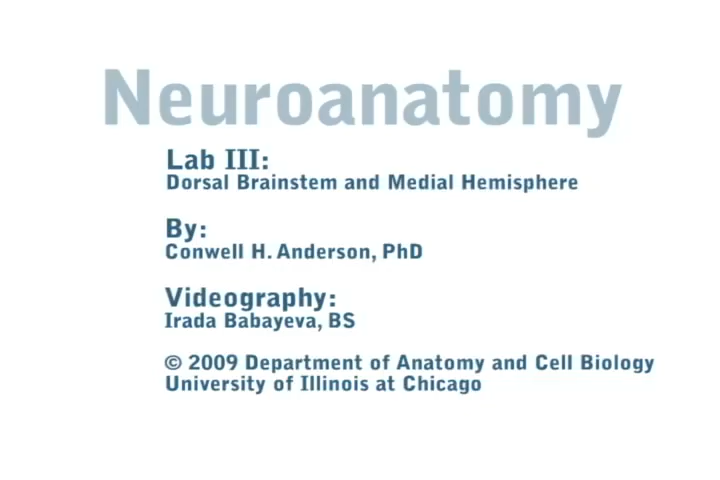 Neuroanatomy
Lab III:
Dorsal Brainstem and Medial Hemisphere
By:
Conwell H. Anderson, PhD
Videography:
Irada Babayeva, BS
© 2009 Department of Anatomy and Cell Biology
University of Illinois at Chicago